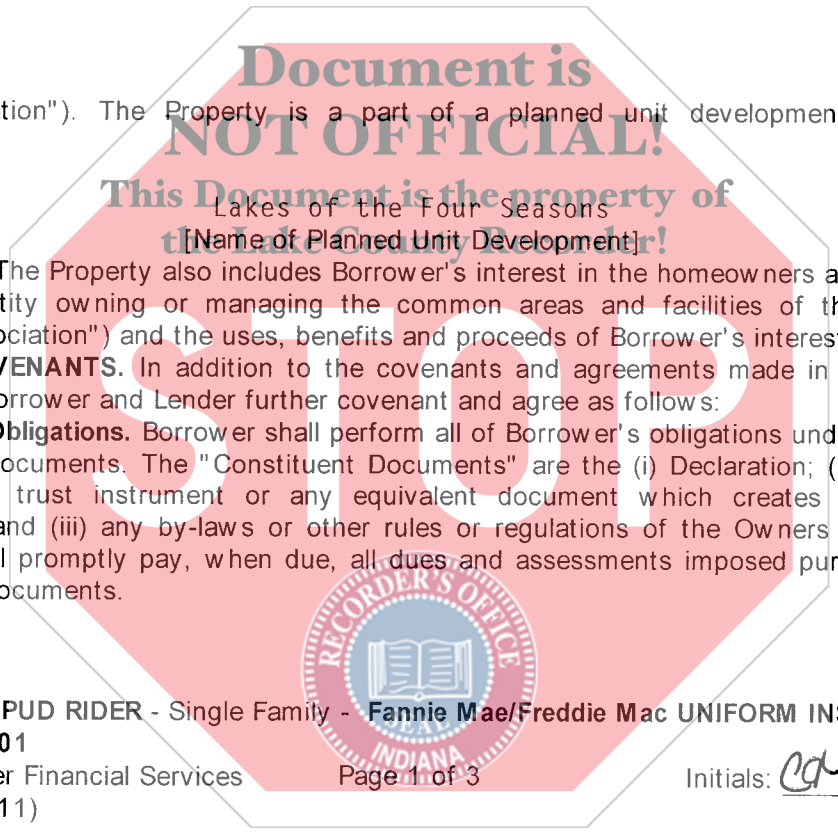 Document is
tion"). The Property is a part of a planned unit developmen
NOT OFFICIAL!
This Document is the property of
Lakes of the Four Seasons
the Lake County Recorder!
[Name of Planned Unit Development]
The Property also includes Borrower's interest in the homeowners a
tity owning or managing the common areas and facilities of th
ociation") and the uses, benefits and proceeds of Borrower's interest
VENANTS. In addition to the covenants and agreements made in
orrower and Lender further covenant and agree as follows:
Obligations. Borrower shall perform all of Borrower's obligations und
ocuments. The "Constituent Documents" are the (i) Declaration; (
trust instrument or any equivalent document which creates
and (iii) any by-laws or other rules or regulations of the Owners
l promptly pay, when due, all dues and assessments imposed pur
ocuments.
STOP
RECORDER'S OFFICE
SEAL
INDIANA
PUD RIDER - Single Family - Fannie Mae/Freddie Mac UNIFORM INS
01
er Financial Services Page 1 of 3 Initials:
11)